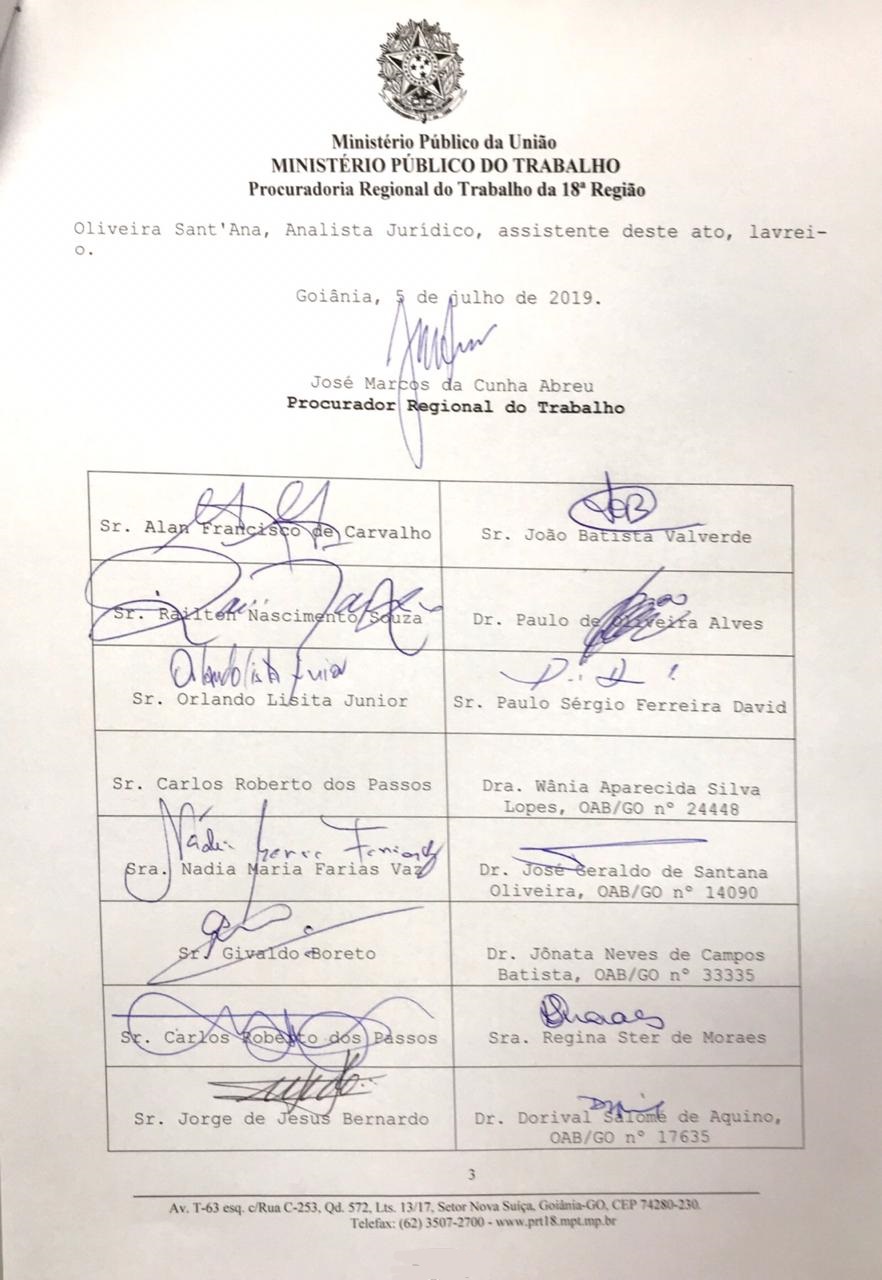 Ministério Público da União
MINISTÉRIO PÚBLICO DO TRABALHO
Procuradoria Regional do Trabalho da 18ª Região
Oliveira Sant'Ana, Analista Jurídico, assistente deste ato, lavrei-
o.
Goiânia, 5 de julho de 2019.
José Marcos da Cunha Abreu
Procurador Regional do Trabalho
Sr. Alan Francisco de Carvalho
Sr. João Batista Valverde
Sr. Railton Nascimento Souza
Dr. Paulo de Oliveira Alves
Sr. Orlando Lisita Junior
Sr. Paulo Sérgio Ferreira David
Sr. Carlos Roberto dos Passos
Dra. Wânia Aparecida Silva
Lopes, OAB/GO n° 24448
Sra. Nadia Maria Farias Vaz
Dr. José Geraldo de Santana
Oliveira, OAB/GO n° 14090
Sr. Givaldo Boreto
Dr. Jônata Neves de Campos
Batista, OAB/GO n° 33335
Sr. Carlos Roberto dos Passos
Sra. Regina Ster de Moraes
Sr. Jorge de Jesus Bernardo
Dr. Dorival Salomé de Aquino,
OAB/GO n° 17635
3
Av. T-63 esq. c/Rua C-253, Qd. 572, Lts. 13/17, Setor Nova Suiça, Goiânia-GO, CEP 74280-230.
Telefax: (62) 3507-2700 - www.prt18.mpt.mp.br